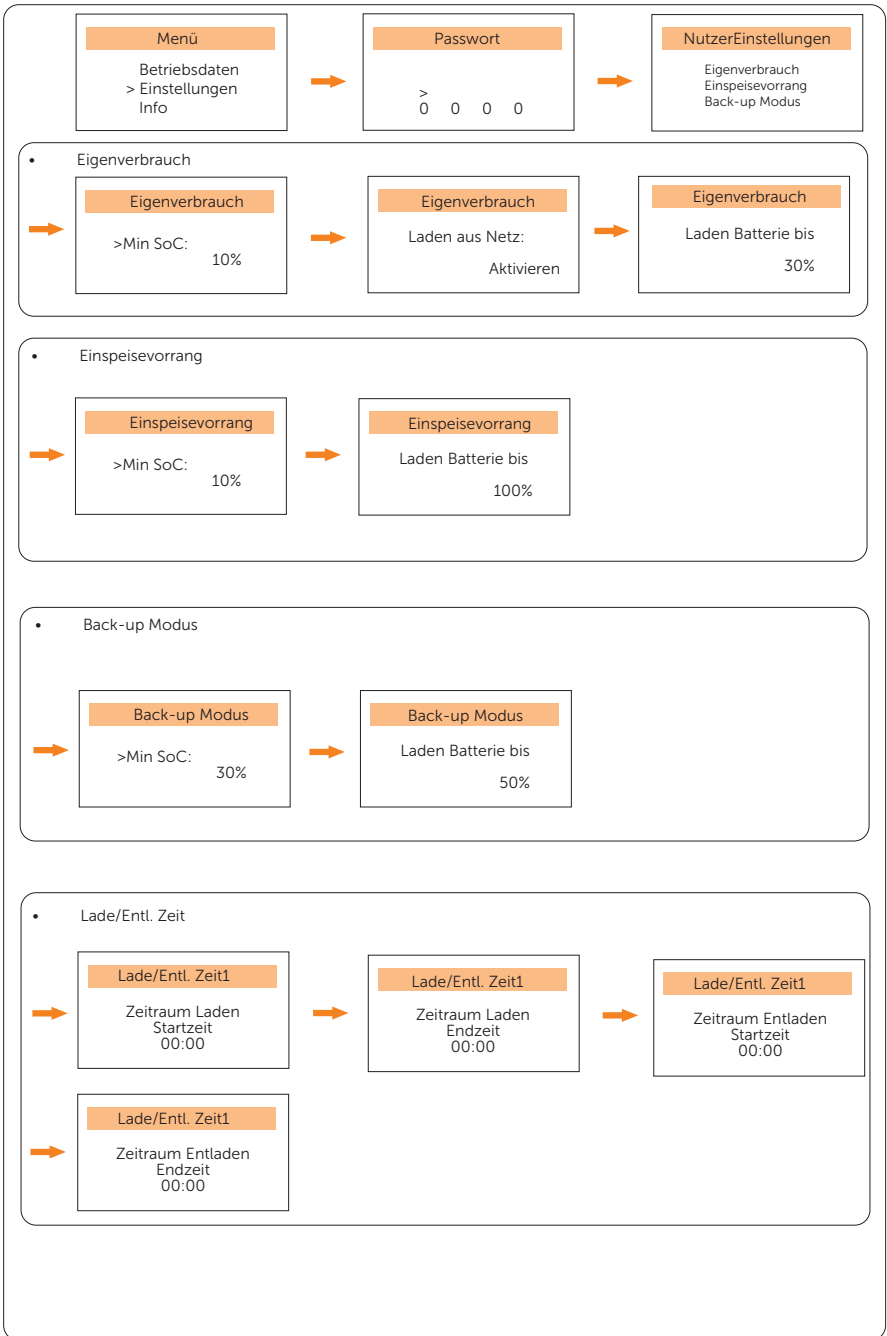 Menü
Betriebsdaten
> Einstellungen
Info
Passwort
>
0 0 0 0
NutzerEinstellungen
Eigenverbrauch
Einspeisevorrang
Back-up Modus
• Eigenverbrauch
Eigenverbrauch
>Min SoC:
10%
Eigenverbrauch
Laden aus Netz:
Aktivieren
Eigenverbrauch
Laden Batterie bis
30%
• Einspeisevorrang
Einspeisevorrang
>Min SoC:
10%
Einspeisevorrang
Laden Batterie bis
100%
• Back-up Modus
Back-up Modus
>Min SoC:
30%
Back-up Modus
Laden Batterie bis
50%
• Lade/Entl. Zeit
Lade/Entl. Zeit1
Zeitraum Laden
Startzeit
00:00
Lade/Entl. Zeit1
Zeitraum Laden
Endzeit
00:00
Lade/Entl. Zeit1
Zeitraum Entladen
Startzeit
00:00
Lade/Entl. Zeit1
Zeitraum Entladen
Endzeit
00:00